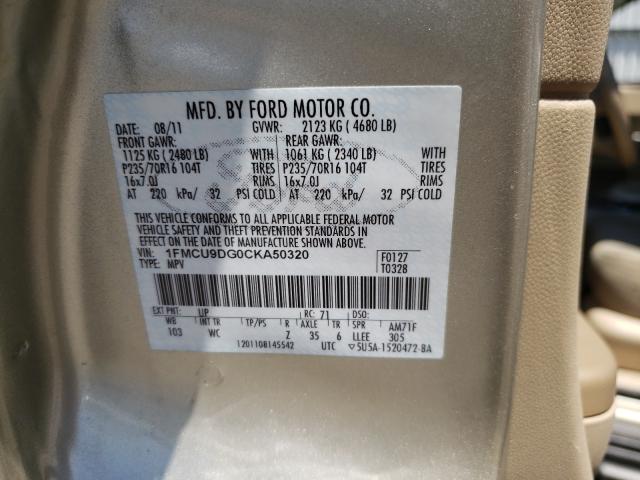 MFD. BY FORD MOTOR CO.
DATE: 08/11 GVWR: 2123 KG ( 4680 LB)
FRONT GAWR: REAR GAWR:
1125 KG ( 2480 LB) WITH 1061 KG ( 2340 LB) WITH
P235/70R16 104T TIRES P235/70R16 104T TIRES
16x7.0J RIMS 16x7.0J RIMS
AT 220 kPa/ 32 PSI COLD AT 220 kPa/ 32 PSI COLD
THIS VEHICLE CONFORMS TO ALL APPLICABLE FEDERAL MOTOR
VEHICLE SAFETY AND THEFT PREVENTION STANDARDS IN
EFFECT ON THE DATE OF MANUFACTURE SHOWN ABOVE.
VIN: 1FMCU9DG0CKA50320 F0127
TYPE: MPV T0328
EXT PNT: UP RC: 71 DSO:
WB INT TR TP/PS R AXLE TR SPR AM71F
103 WC Z 35 6 LLEE 305
1201108145542 UTC ▽5U5A-1520472-BA